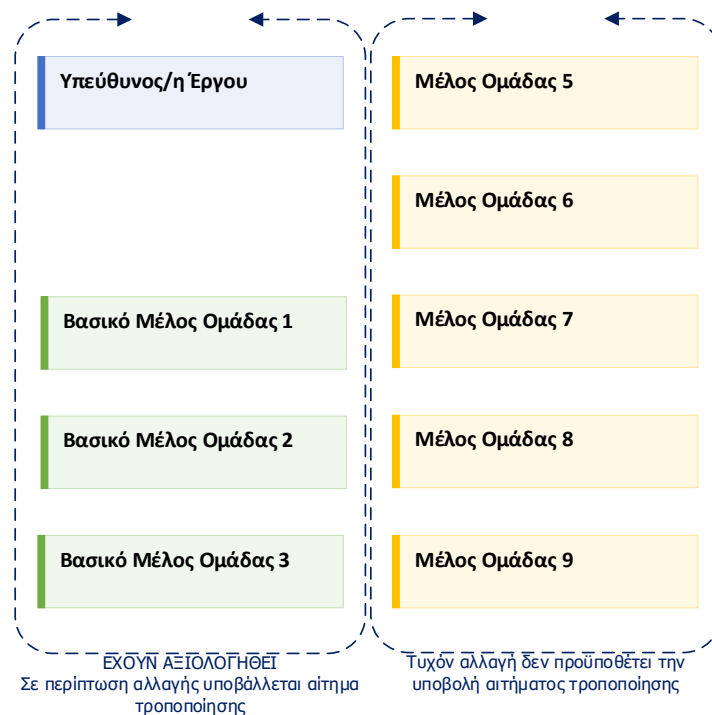 Υπεύθυνος/η Έργου
Βασικό Μέλος Ομάδας 1
Βασικό Μέλος Ομάδας 2
Βασικό Μέλος Ομάδας 3
ΕΧΟΥΝ ΑΞΙΟΛΟΓΗΘΕΙ
Σε περίπτωση αλλαγής υποβάλλεται αίτημα
τροποποίησης
Μέλος Ομάδας 5
Μέλος Ομάδας 6
Μέλος Ομάδας 7
Μέλος Ομάδας 8
Μέλος Ομάδας 9
Τυχόν αλλαγή δεν προϋποθέτει την
υποβολή αιτήματος τροποποίησης